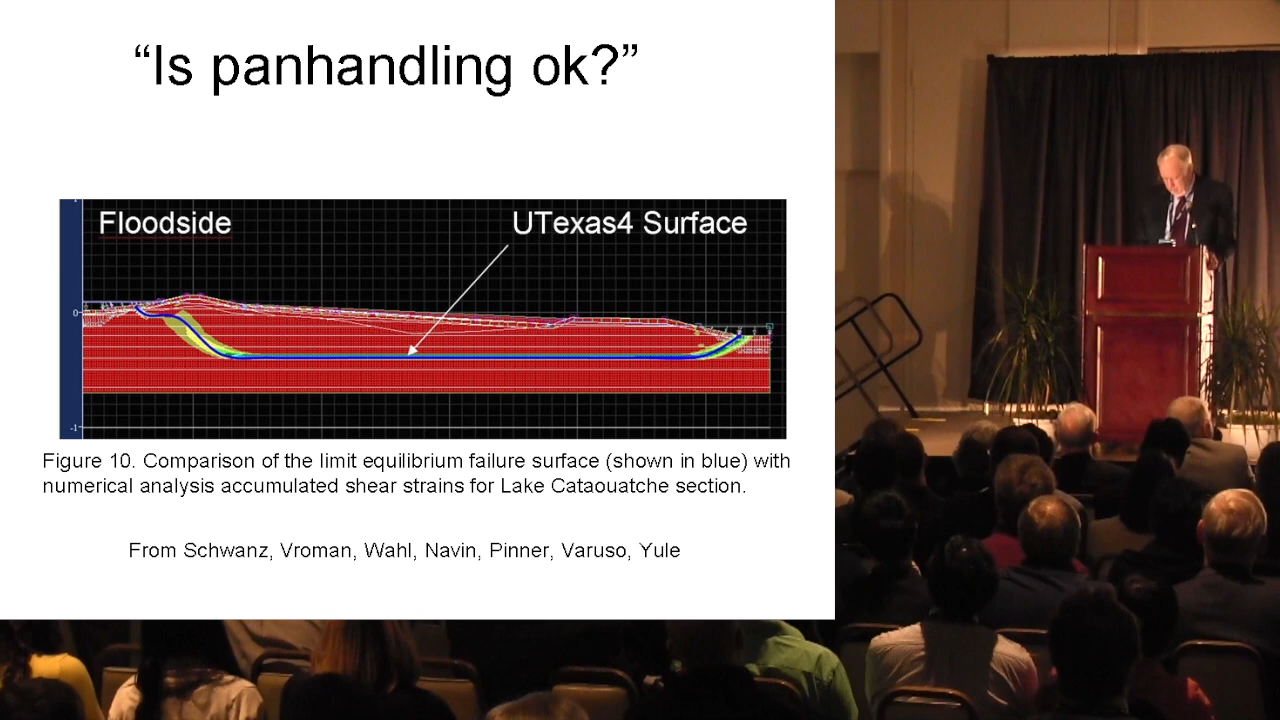 “Is panhandling ok?”
Floodside
UTexas4 Surface
0
-1
Figure 10. Comparison of the limit equilibrium failure surface (shown in blue) with
numerical analysis accumulated shear strains for Lake Cataouatche section.
From Schwanz, Vroman, Wahl, Navin, Pinner, Varuso, Yule